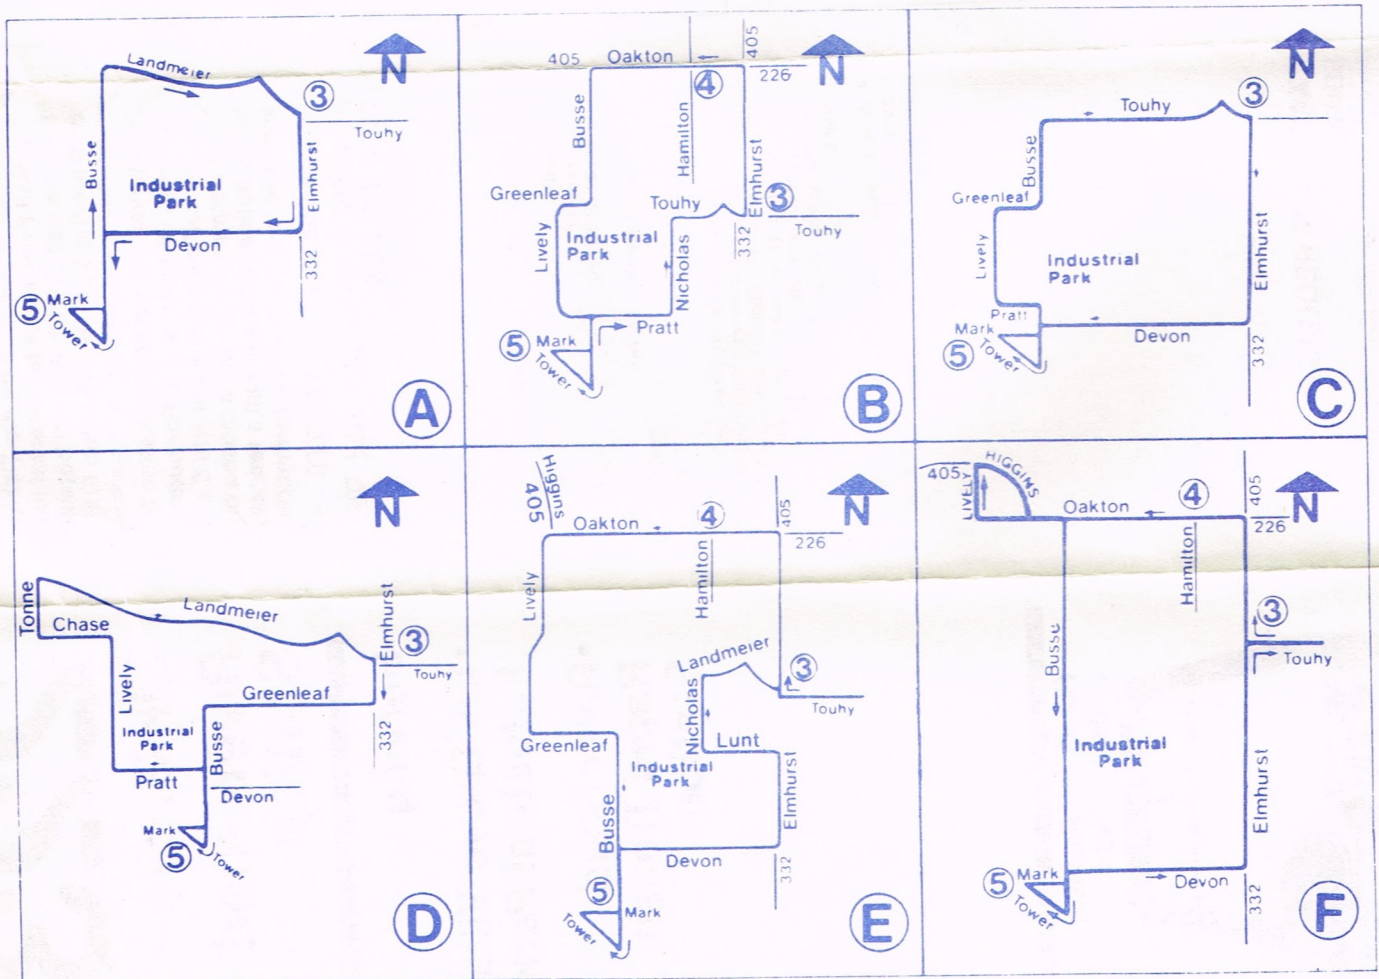 Landmeier
N
3
Touhy
Busse
Elmhurst
Industrial
Park
Devon
332
5
Mark
Tower
A
405
Oakton
405
226
N
4
Busse
Hamilton
Greenleaf
Touhy
Elmhurst
3
Touhy
Lively
Industrial
Park
Nicholas
332
Pratt
5
Mark
Tower
B
N
Touhy
3
Busse
Greenleaf
Lively
Industrial
Park
Elmhurst
Pratt
Mark
Tower
5
Devon
332
C
N
Tonne
Landmeier
Chase
Elmhurst
3
Touhy
Lively
Greenleaf
Industrial
Park
Busse
332
Pratt
Devon
Mark
5
Tower
D
Higgins
405
Oakton
4
405
226
N
Lively
Hamilton
Landmeier
3
Touhy
Nicholas
Greenleaf
Lunt
Industrial
Park
Elmhurst
Busse
Devon
332
5
Mark
Tower
E
405
HIGGINS
LIVELY
Oakton
4
405
226
N
Hamilton
3
Touhy
Busse
Industrial
Park
Elmhurst
5
Mark
Tower
Devon
332
F